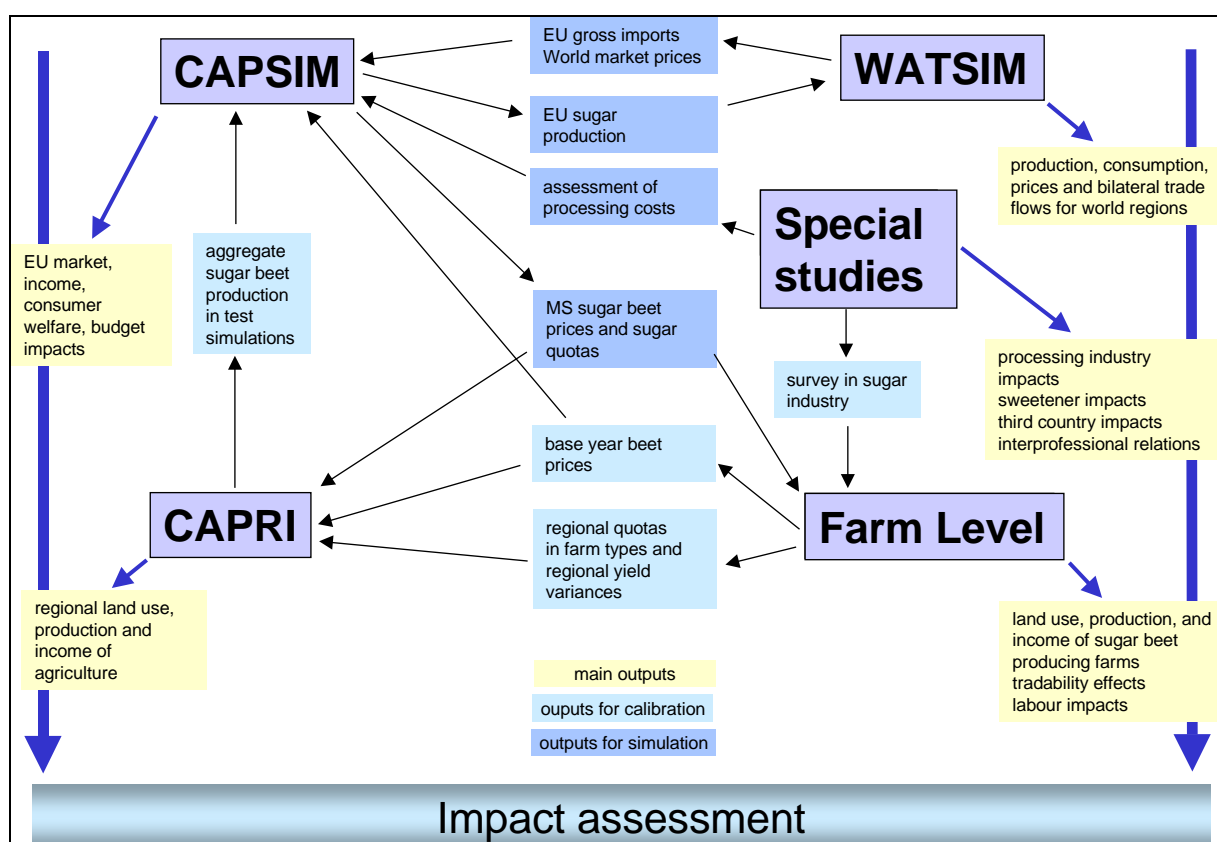 CAPSIM
EU gross imports
World market prices
WATSIM
EU sugar
production
assessment of
processing costs
production, consumption,
prices and bilateral trade
flows for world regions
Special
studies
EU market,
income,
consumer
welfare, budget
impacts
aggregate
sugar beet
production
in test
simulations
MS sugar beet
prices and sugar
quotas
survey in sugar
industry
processing industry
impacts
sweetener impacts
third country impacts
interprofessional relations
base year beet
prices
CAPRI
Farm Level
regional quotas
in farm types and
regional yield
variances
regional land use,
production and
income of
agriculture
land use, production, and
income of sugar beet
producing farms
tradability effects
labour impacts
main outputs
ouputs for calibration
outputs for simulation
Impact assessment